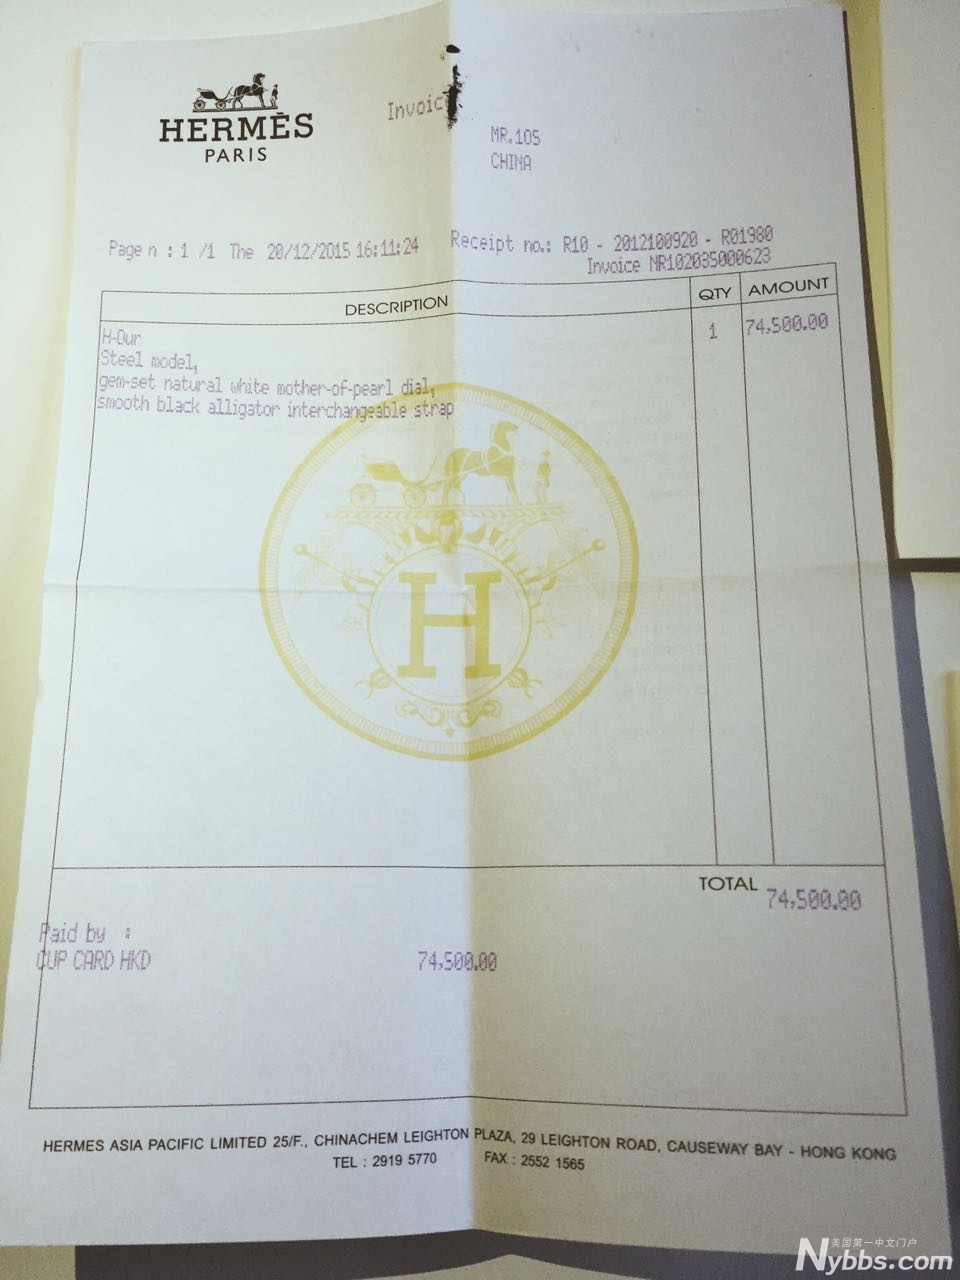 HERMÈS
PARIS
Invoice
MR.105
CHINA
Page n : 1 /1 The 20/12/2015 16:11:24
Receipt no.: R10 - 2012100920 - R01980
Invoice NR102035000623
DESCRIPTION QTY AMOUNT
H-Our 1 74,500.00
Steel model,
gem-set natural white mother-of-pearl dial,
smooth black alligator interchangeable strap
H
TOTAL 74,500.00
Paid by :
CUP CARD HKD 74,500.00
HERMES ASIA PACIFIC LIMITED 25/F., CHINACHEM LEIGHTON PLAZA, 29 LEIGHTON ROAD, CAUSEWAY BAY - HONG KONG
TEL : 2919 5770 FAX : 2552 1565
美国第一中文门户
Nybbs.com